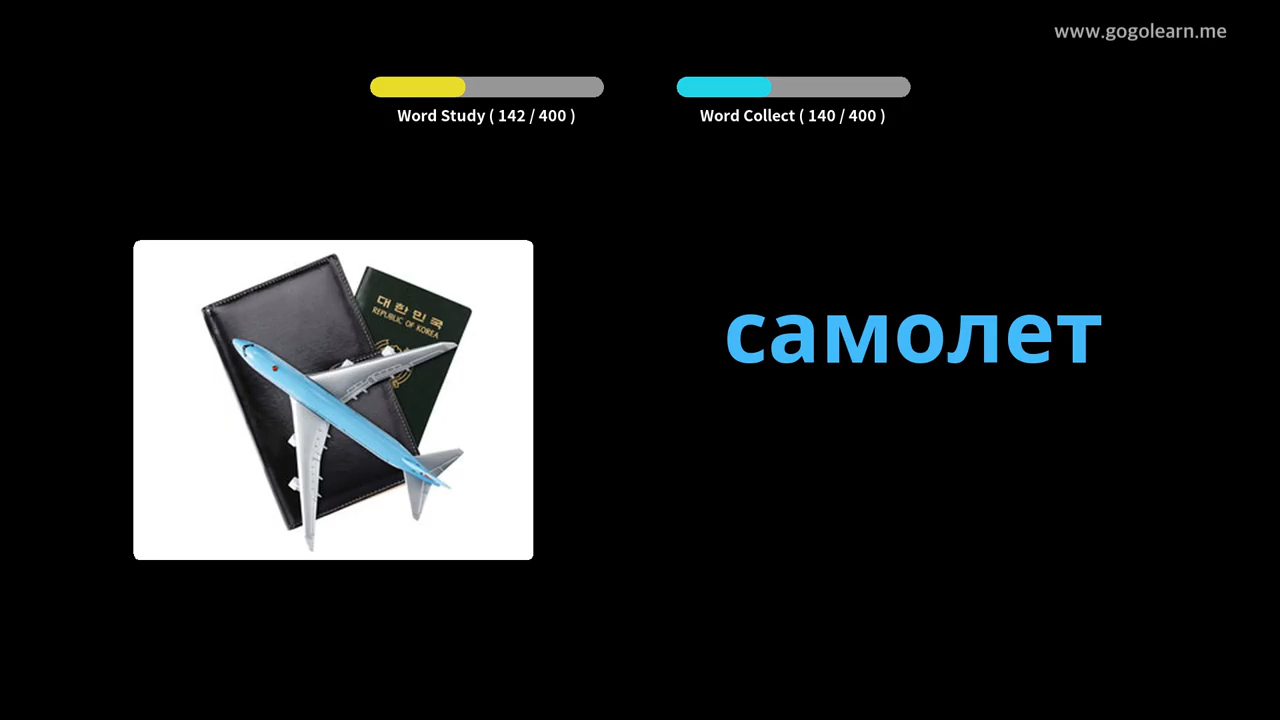 www.gogolearn.me
Word Study ( 142 / 400 )
Word Collect ( 140 / 400 )
대한민국
REPUBLIC OF KOREA
самолет